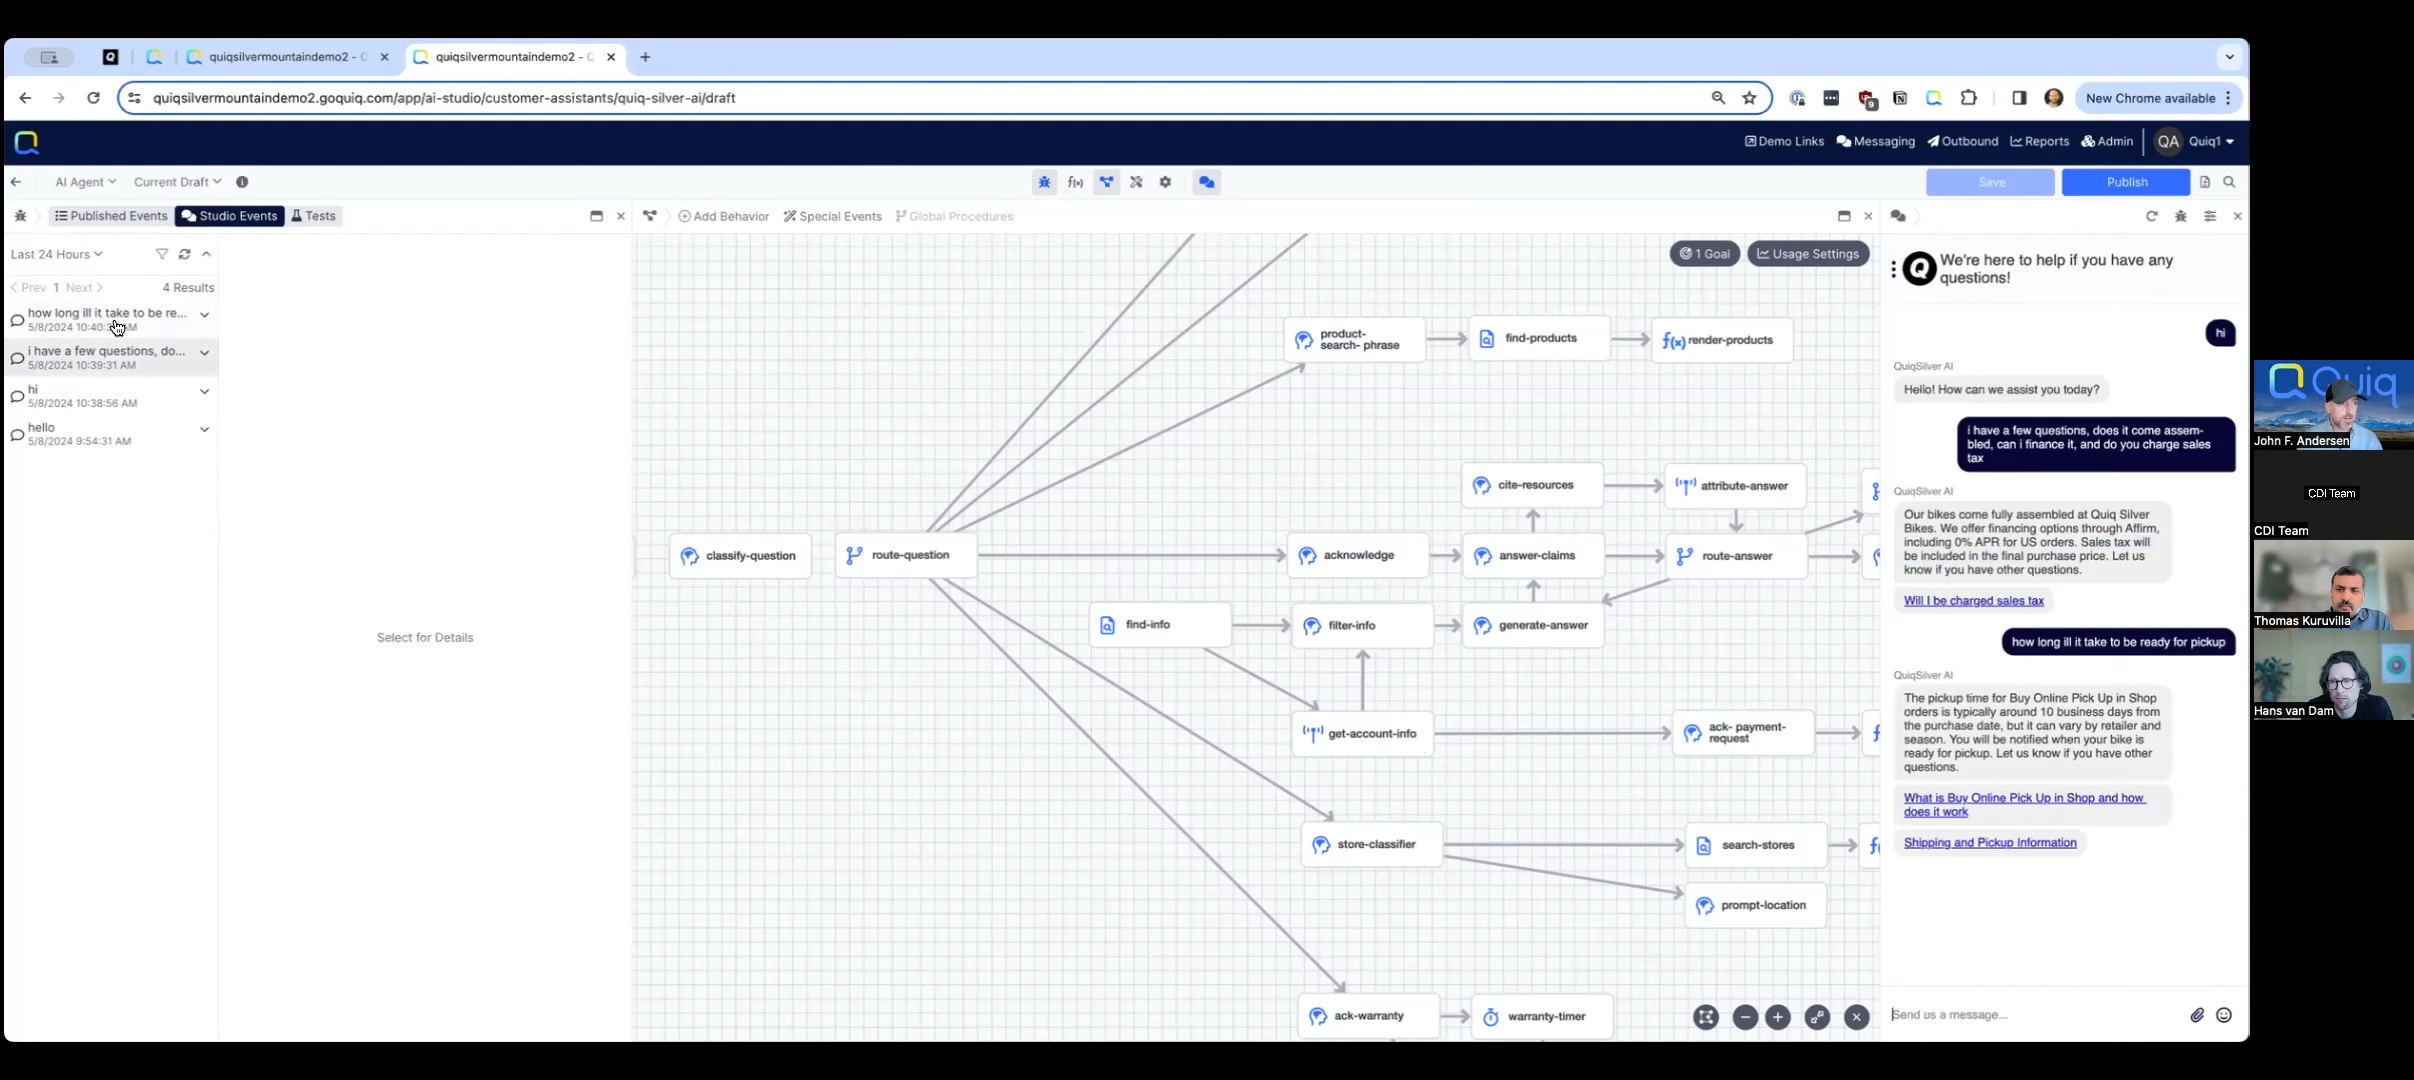 quiqsilvermountaindemo2 - Q
quiqsilvermountaindemo2 - Q
quiqsilvermountaindemo2.goquiq.com/app/ai-studio/customer-assistants/quiq-silver-ai/draft
9
New Chrome available
Demo Links
Messaging
Outbound
Reports
Admin
QA
Quiq1
AI Agent
Current Draft
f(x)
Save
Publish
Published Events
Studio Events
Tests
Add Behavior
Special Events
Global Procedures
Last 24 Hours
Prev 1 Next
4 Results
how long ill it take to be re...
5/8/2024 10:40:
i have a few questions, do...
5/8/2024 10:39:31 AM
hi
5/8/2024 10:38:56 AM
hello
5/8/2024 9:54:31 AM
Select for Details
1 Goal
Usage Settings
product-
search- phrase
find-products
f(x) render-products
cite-resources
attribute-answer
classify-question
route-question
acknowledge
answer-claims
route-answer
find-info
filter-info
generate-answer
get-account-info
ack- payment-
request
store-classifier
search-stores
prompt-location
ack-warranty
warranty-timer
We're here to help if you have any
questions!
hi
QuiqSilver AI
Hello! How can we assist you today?
i have a few questions, does it come assem-
bled, can i finance it, and do you charge sales
tax
QuiqSilver AI
Our bikes come fully assembled at Quiq Silver
Bikes. We offer financing options through Affirm,
including 0% APR for US orders. Sales tax will
be included in the final purchase price. Let us
know if you have other questions.
Will I be charged sales tax
how long ill it take to be ready for pickup
QuiqSilver AI
The pickup time for Buy Online Pick Up in Shop
orders is typically around 10 business days from
the purchase date, but it can vary by retailer and
season. You will be notified when your bike is
ready for pickup. Let us know if you have other
questions.
What is Buy Online Pick Up in Shop and how
does it work
Shipping and Pickup Information
Send us a message...
Quiq
John F. Andersen
CDI Team
CDI Team
Thomas Kuruvilla
Hans van Dam